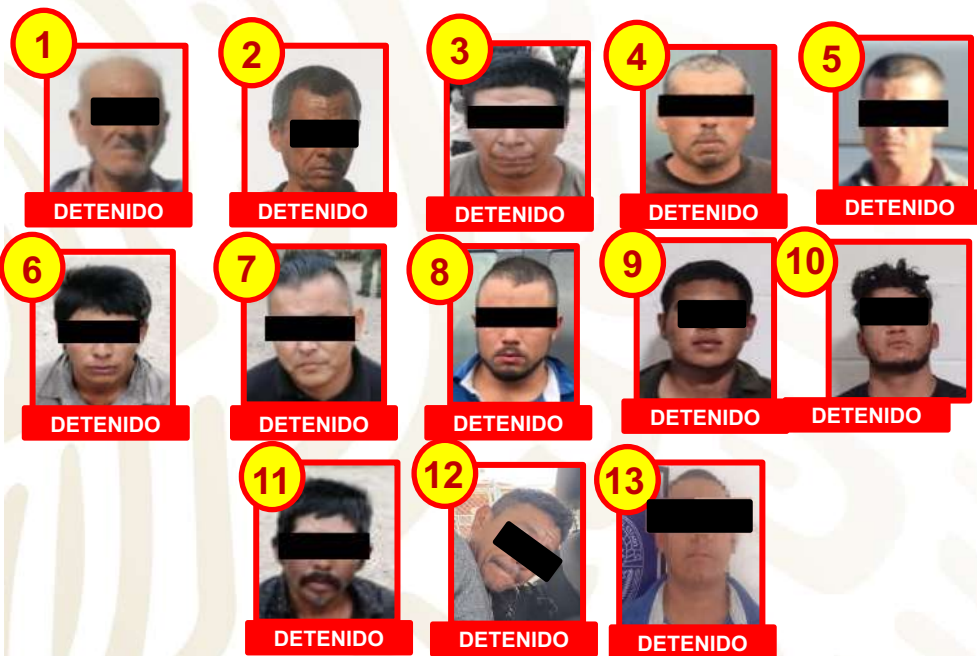 1
2
3
4
5
DETENIDO
DETENIDO
DETENIDO
DETENIDO
DETENIDO
6
7
8
9
10
DETENIDO
DETENIDO
DETENIDO
DETENIDO
DETENIDO
11
12
13
DETENIDO
DETENIDO
DETENIDO